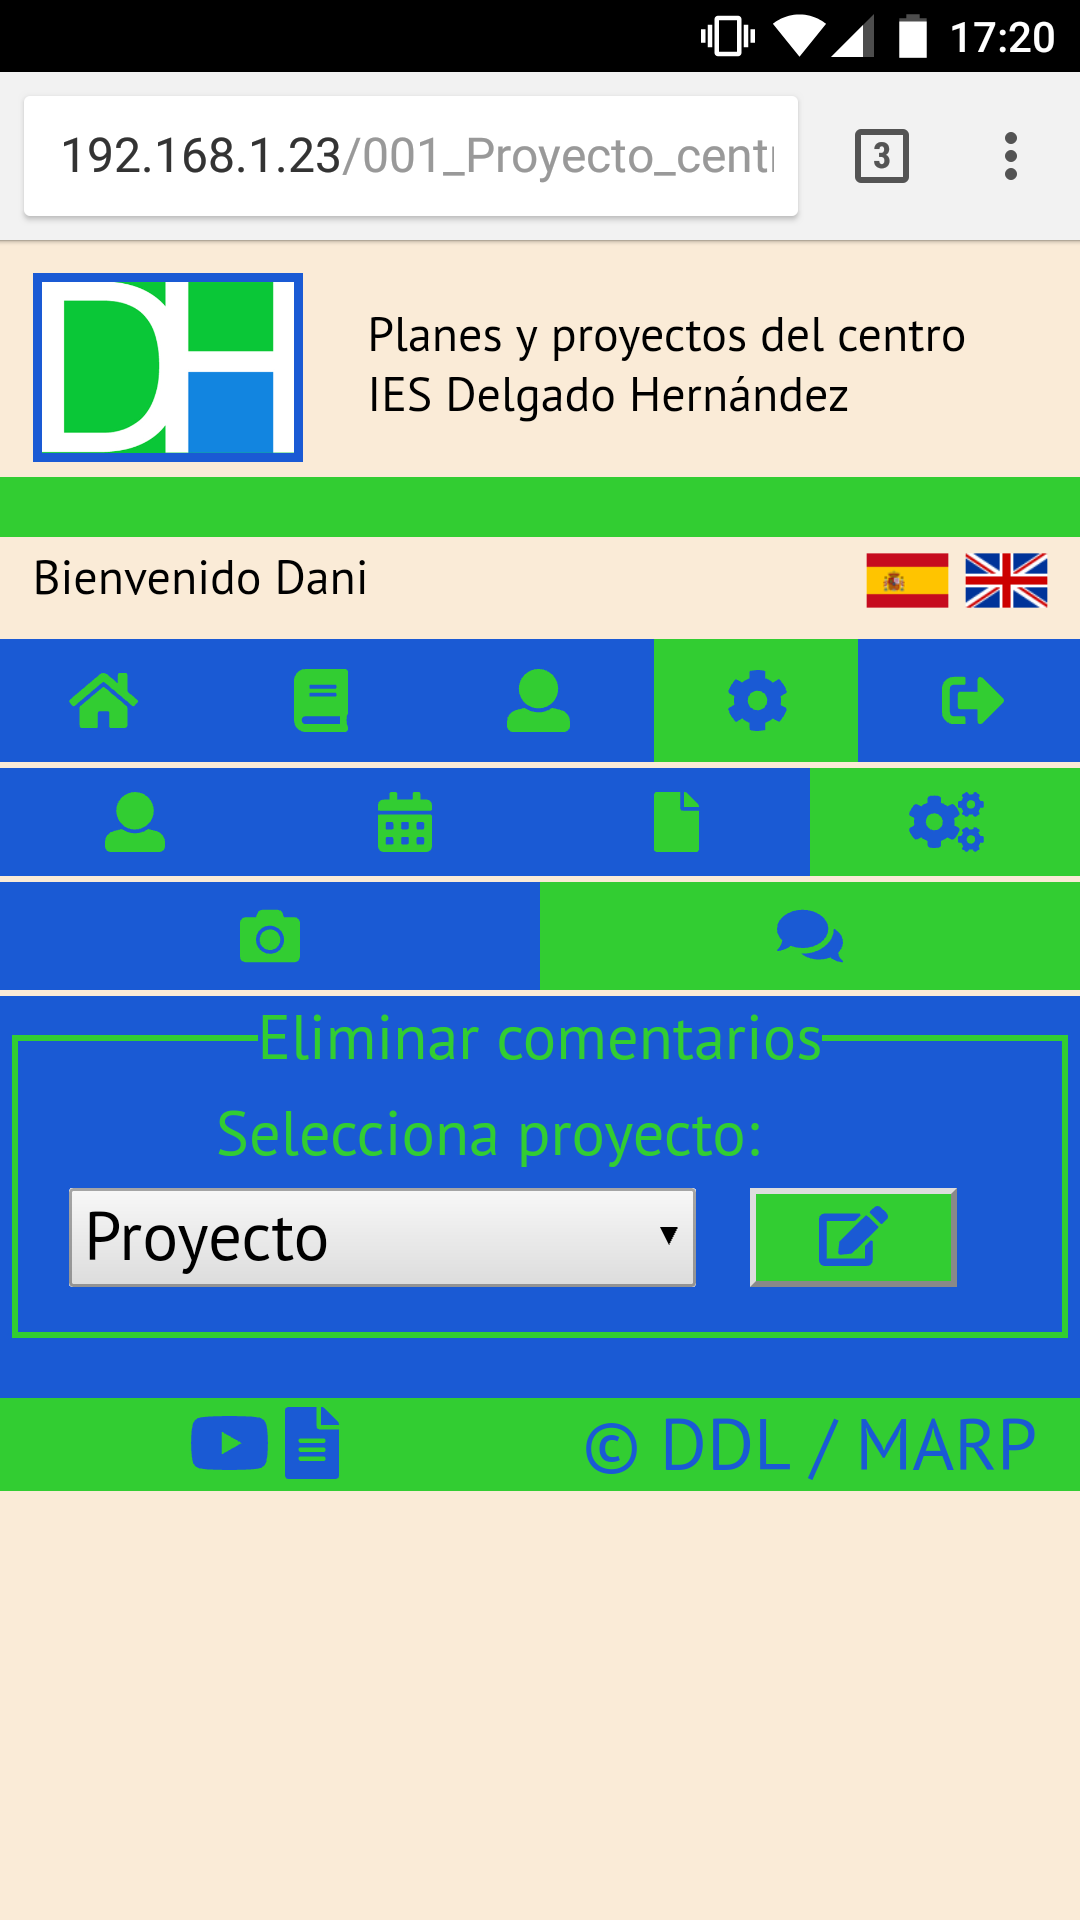 17:20
192.168.1.23/001_Proyecto_cent
3
DH
Planes y proyectos del centro
IES Delgado Hernández
Bienvenido Dani
Eliminar comentarios
Selecciona proyecto:
Proyecto
© DDL / MARP